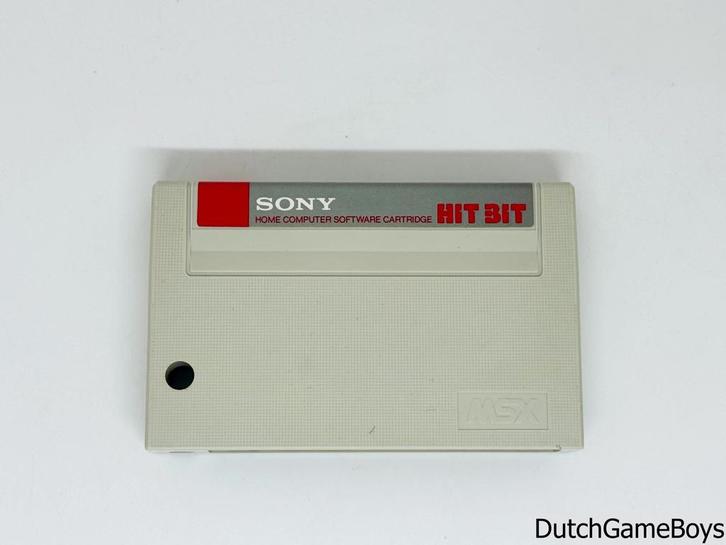 SONY
HOME COMPUTER SOFTWARE CARTRIDGE HIT BIT
MSX
DutchGameBoys